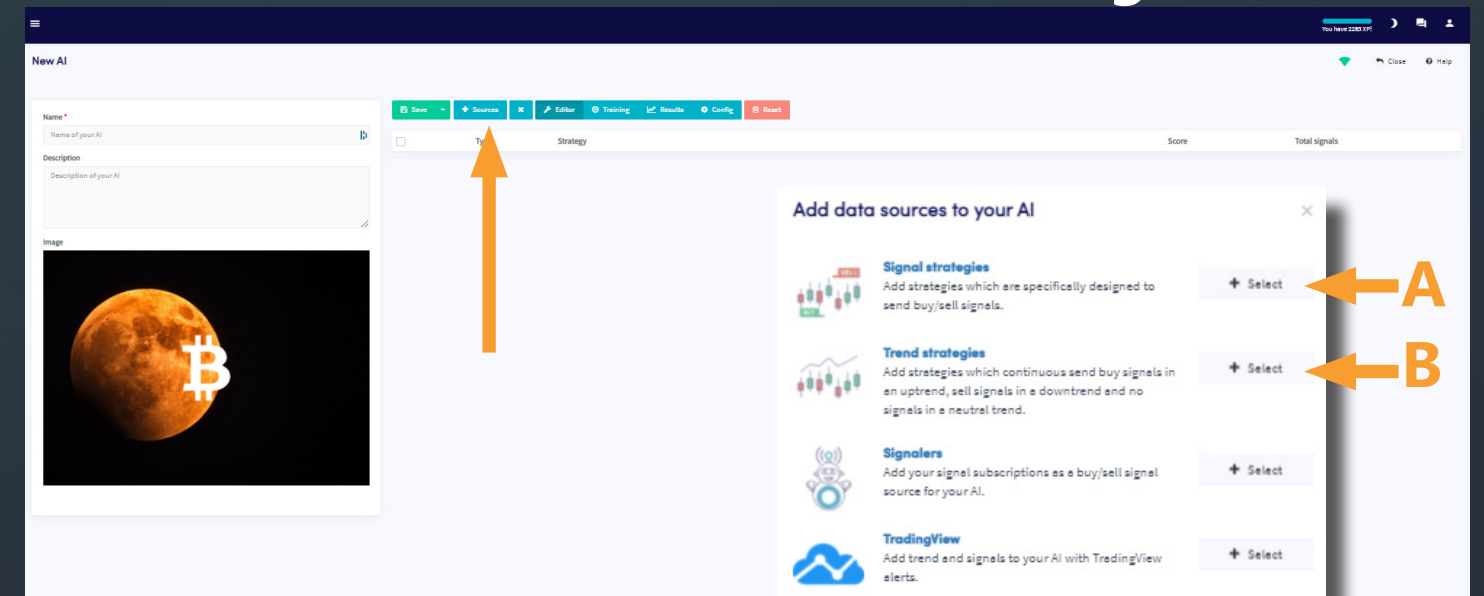 You have 2285 XP!
New AI
Close
Help
Name *
Name of your AI
Description
Description of your AI
Image
Save
Sources
Editor
Training
Results
Config
Reset
Strategy
Score
Total signals
Add data sources to your AI
Signal strategies
Add strategies which are specifically designed to
send buy/sell signals.
Select
A
SELL
BUY
Trend strategies
Add strategies which continuous send buy signals in
an uptrend, sell signals in a downtrend and no
signals in a neutral trend.
Select
B
Signalers
Add your signal subscriptions as a buy/sell signal
source for your AI.
Select
TradingView
Add trend and signals to your AI with TradingView
alerts.
Select